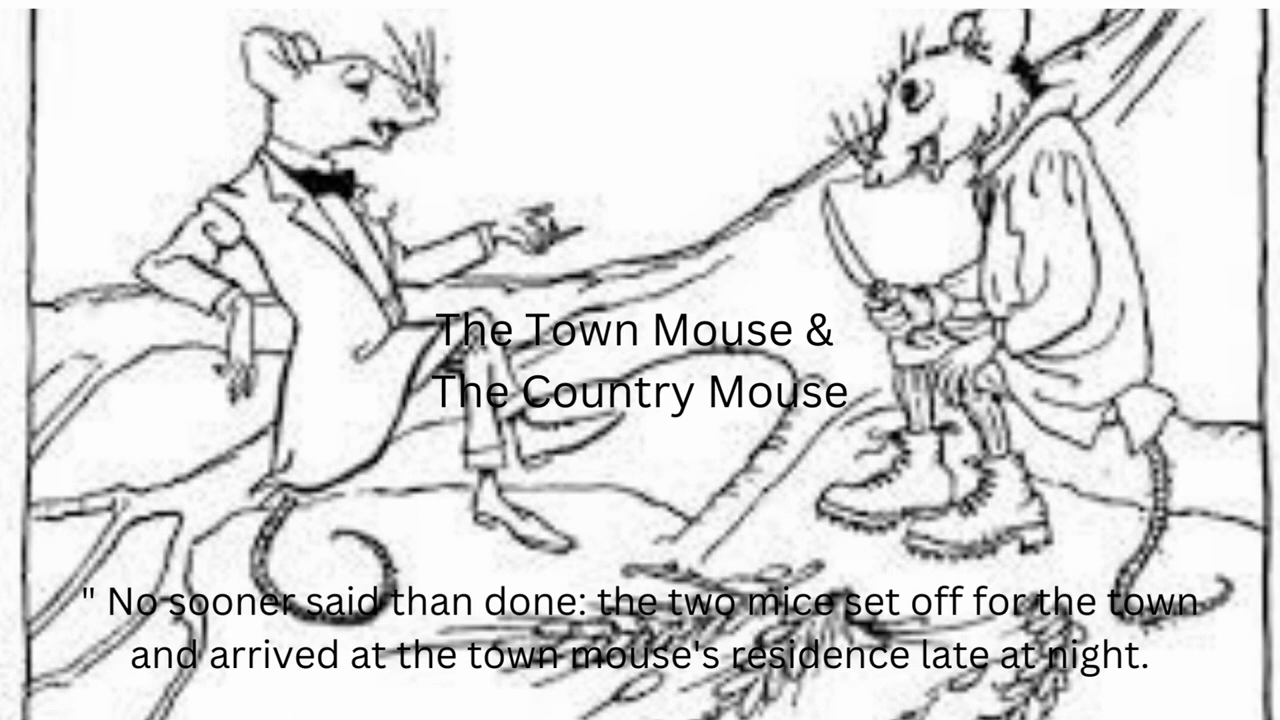 The Town Mouse &
The Country Mouse
" No sooner said than done: the two mice set off for the town
and arrived at the town mouse's residence late at night.